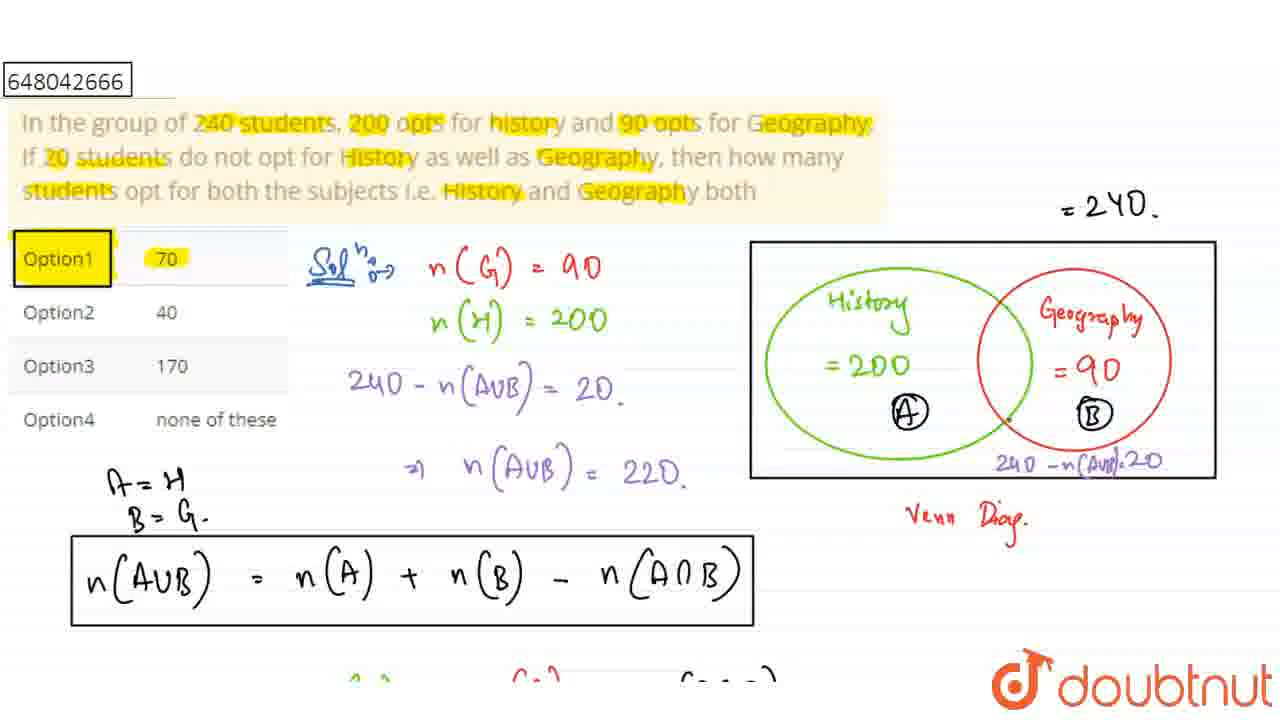 648042666
In the group of 240 students, 200 opts for history and 90 opts for Geography.
If 20 students do not opt for History as well as Geography, then how many
students opt for both the subjects i.e. History and Geography both
= 240.
Option1 70
Option2 40
Option3 170
Option4 none of these
Solⁿ: → n(G) = 90
n(H) = 200
240 - n(A∪B) = 20.
⇒ n(A∪B) = 220.
History
= 200
A
Geography
= 90
B
240 - n(A∪B) = 20
Venn Diag.
A = H
B = G.
n(A∪B) = n(A) + n(B) - n(A∩B)
doubtnut